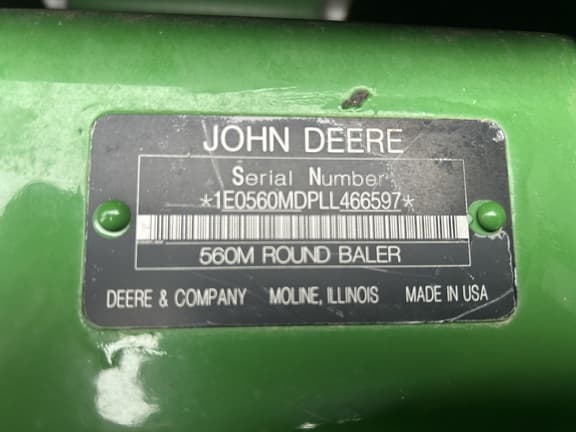 JOHN DEERE
Serial Number
*1E0560MDPLL466597*
560M ROUND BALER
DEERE & COMPANY MOLINE, ILLINOIS MADE IN USA